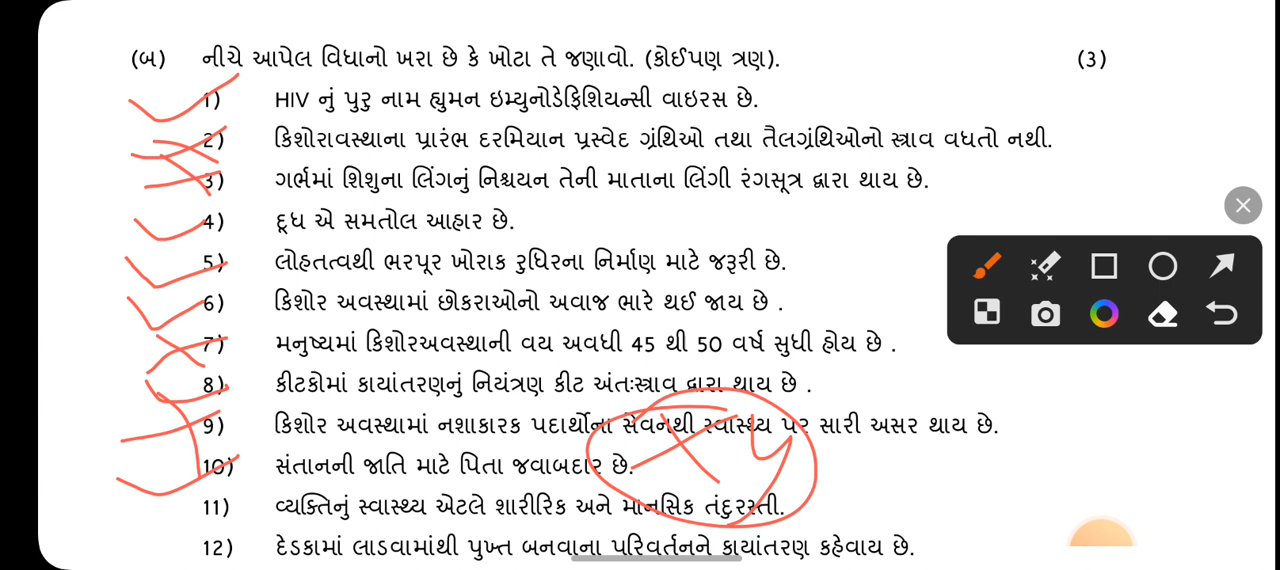 (બ) નીચે આપેલ વિધાનો ખરા છે કે ખોટા તે જણાવો. (કોઈપણ ત્રણ). (3)
1) HIV નું પુરુ નામ હ્યુમન ઇમ્યુનોડેફિશિયન્સી વાઇરસ છે.
2) કિશોરાવસ્થાના પ્રારંભ દરમિયાન પ્રસ્વેદ ગ્રંથિઓ તથા તૈલગ્રંથિઓનો સ્ત્રાવ વધતો નથી.
3) ગર્ભમાં શિશુના લિંગનું નિશ્ચયન તેની માતાના લિંગી રંગસૂત્ર દ્વારા થાય છે.
4) દૂધ એ સમતોલ આહાર છે.
5) લોહતત્વથી ભરપૂર ખોરાક રુધિરના નિર્માણ માટે જરૂરી છે.
6) કિશોર અવસ્થામાં છોકરાઓનો અવાજ ભારે થઈ જાય છે .
7) મનુષ્યમાં કિશોરઅવસ્થાની વય અવધી 45 થી 50 વર્ષ સુધી હોય છે .
8) કીટકોમાં કાયાંતરણનું નિયંત્રણ કીટ અંતઃસ્ત્રાવ દ્વારા થાય છે .
9) કિશોર અવસ્થામાં નશાકારક પદાર્થોના સેવનથી સ્વાસ્થ્ય પર સારી અસર થાય છે.
10) સંતાનની જાતિ માટે પિતા જવાબદાર છે.
xy
11) વ્યક્તિનું સ્વાસ્થ્ય એટલે શારીરિક અને માનસિક તંદુરસ્તી.
12) દેડકામાં લાડવામાંથી પુખ્ત બનવાના પરિવર્તનને કાયાંતરણ કહેવાય છે.